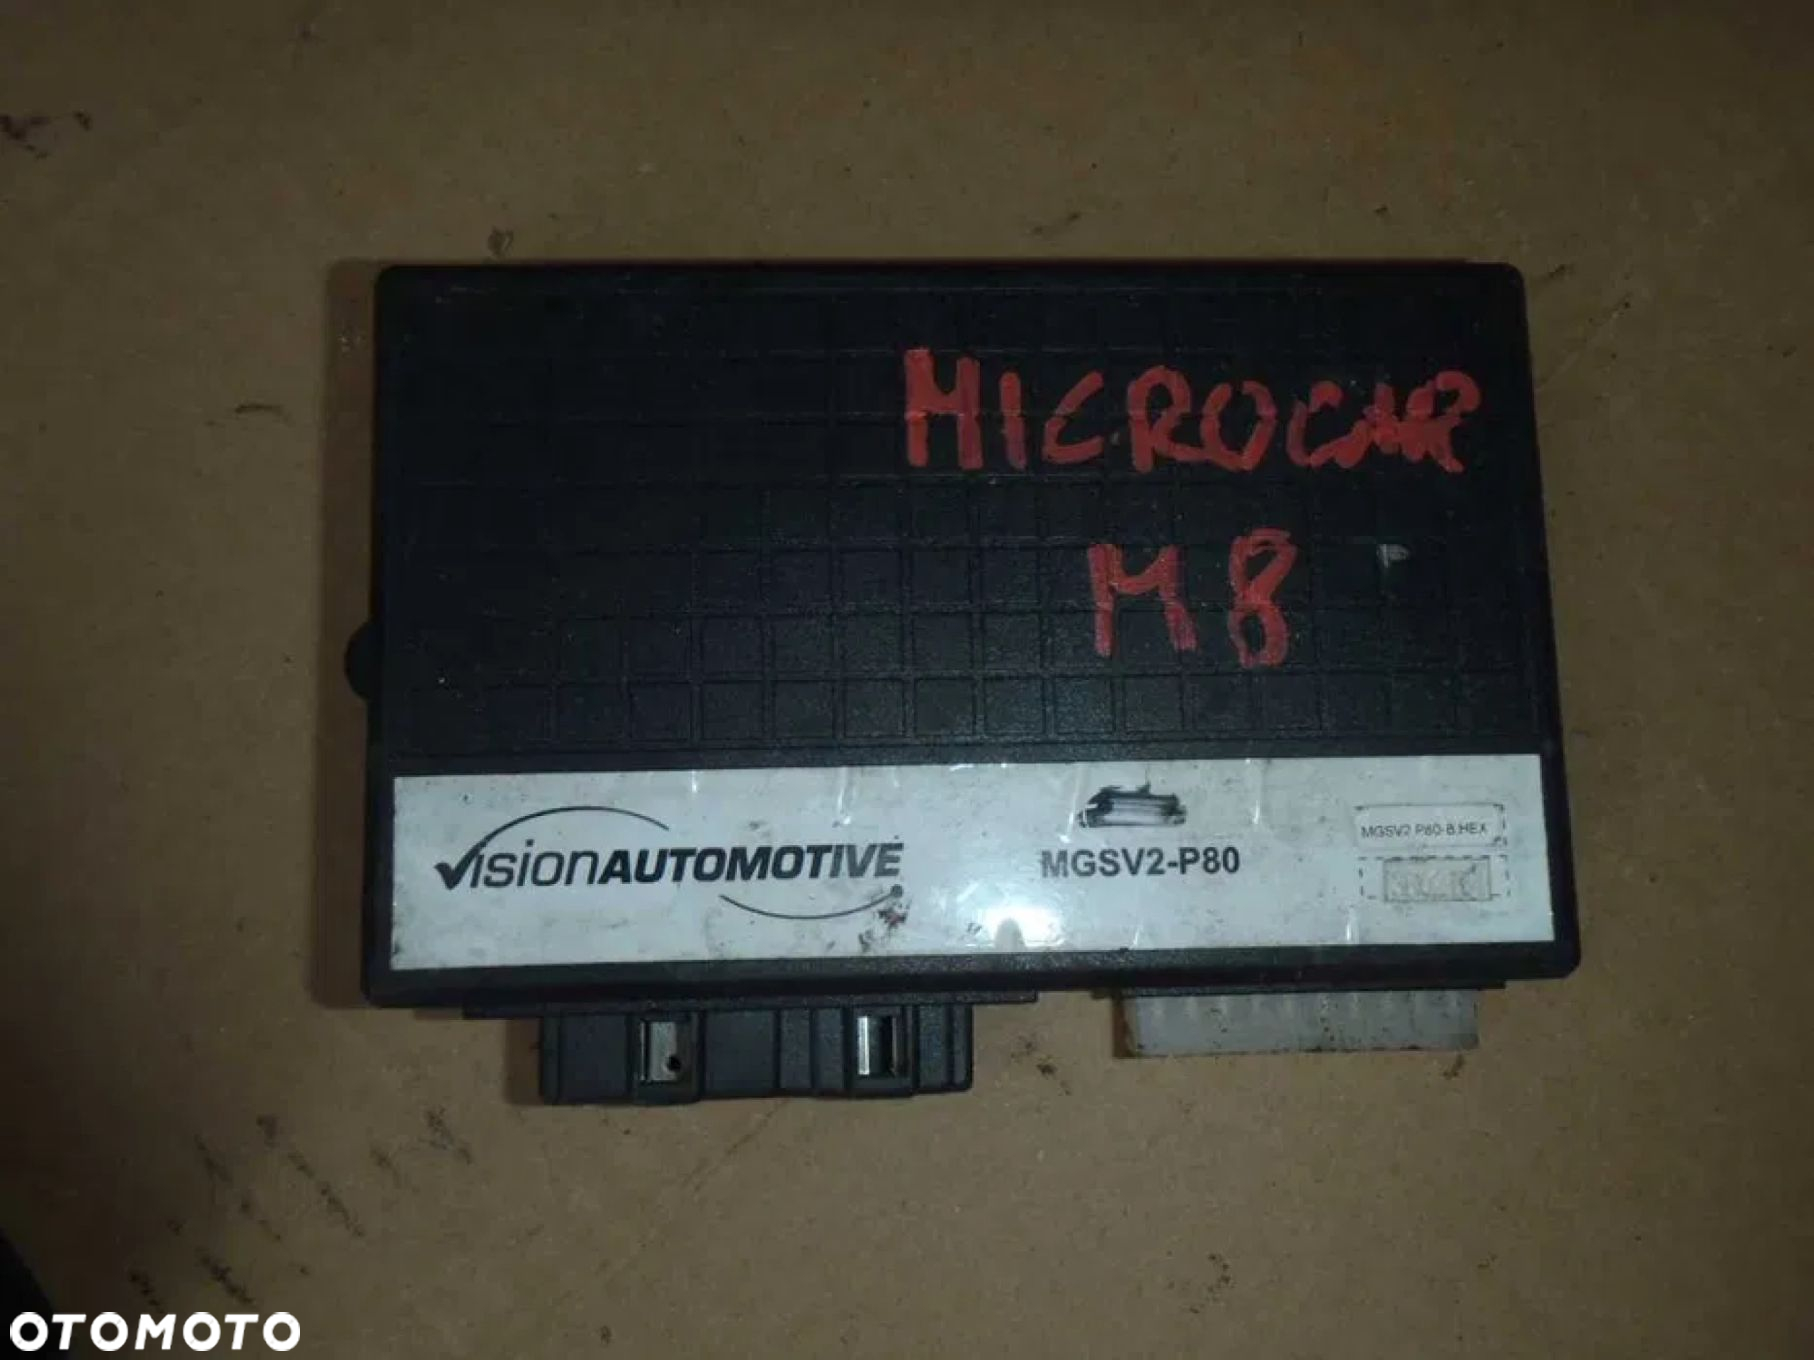 MICROCAR
M8
VisionAUTOMOTIVE
MGSV2-P80
MGSV2 P80-B.HEX
OTOMOTO